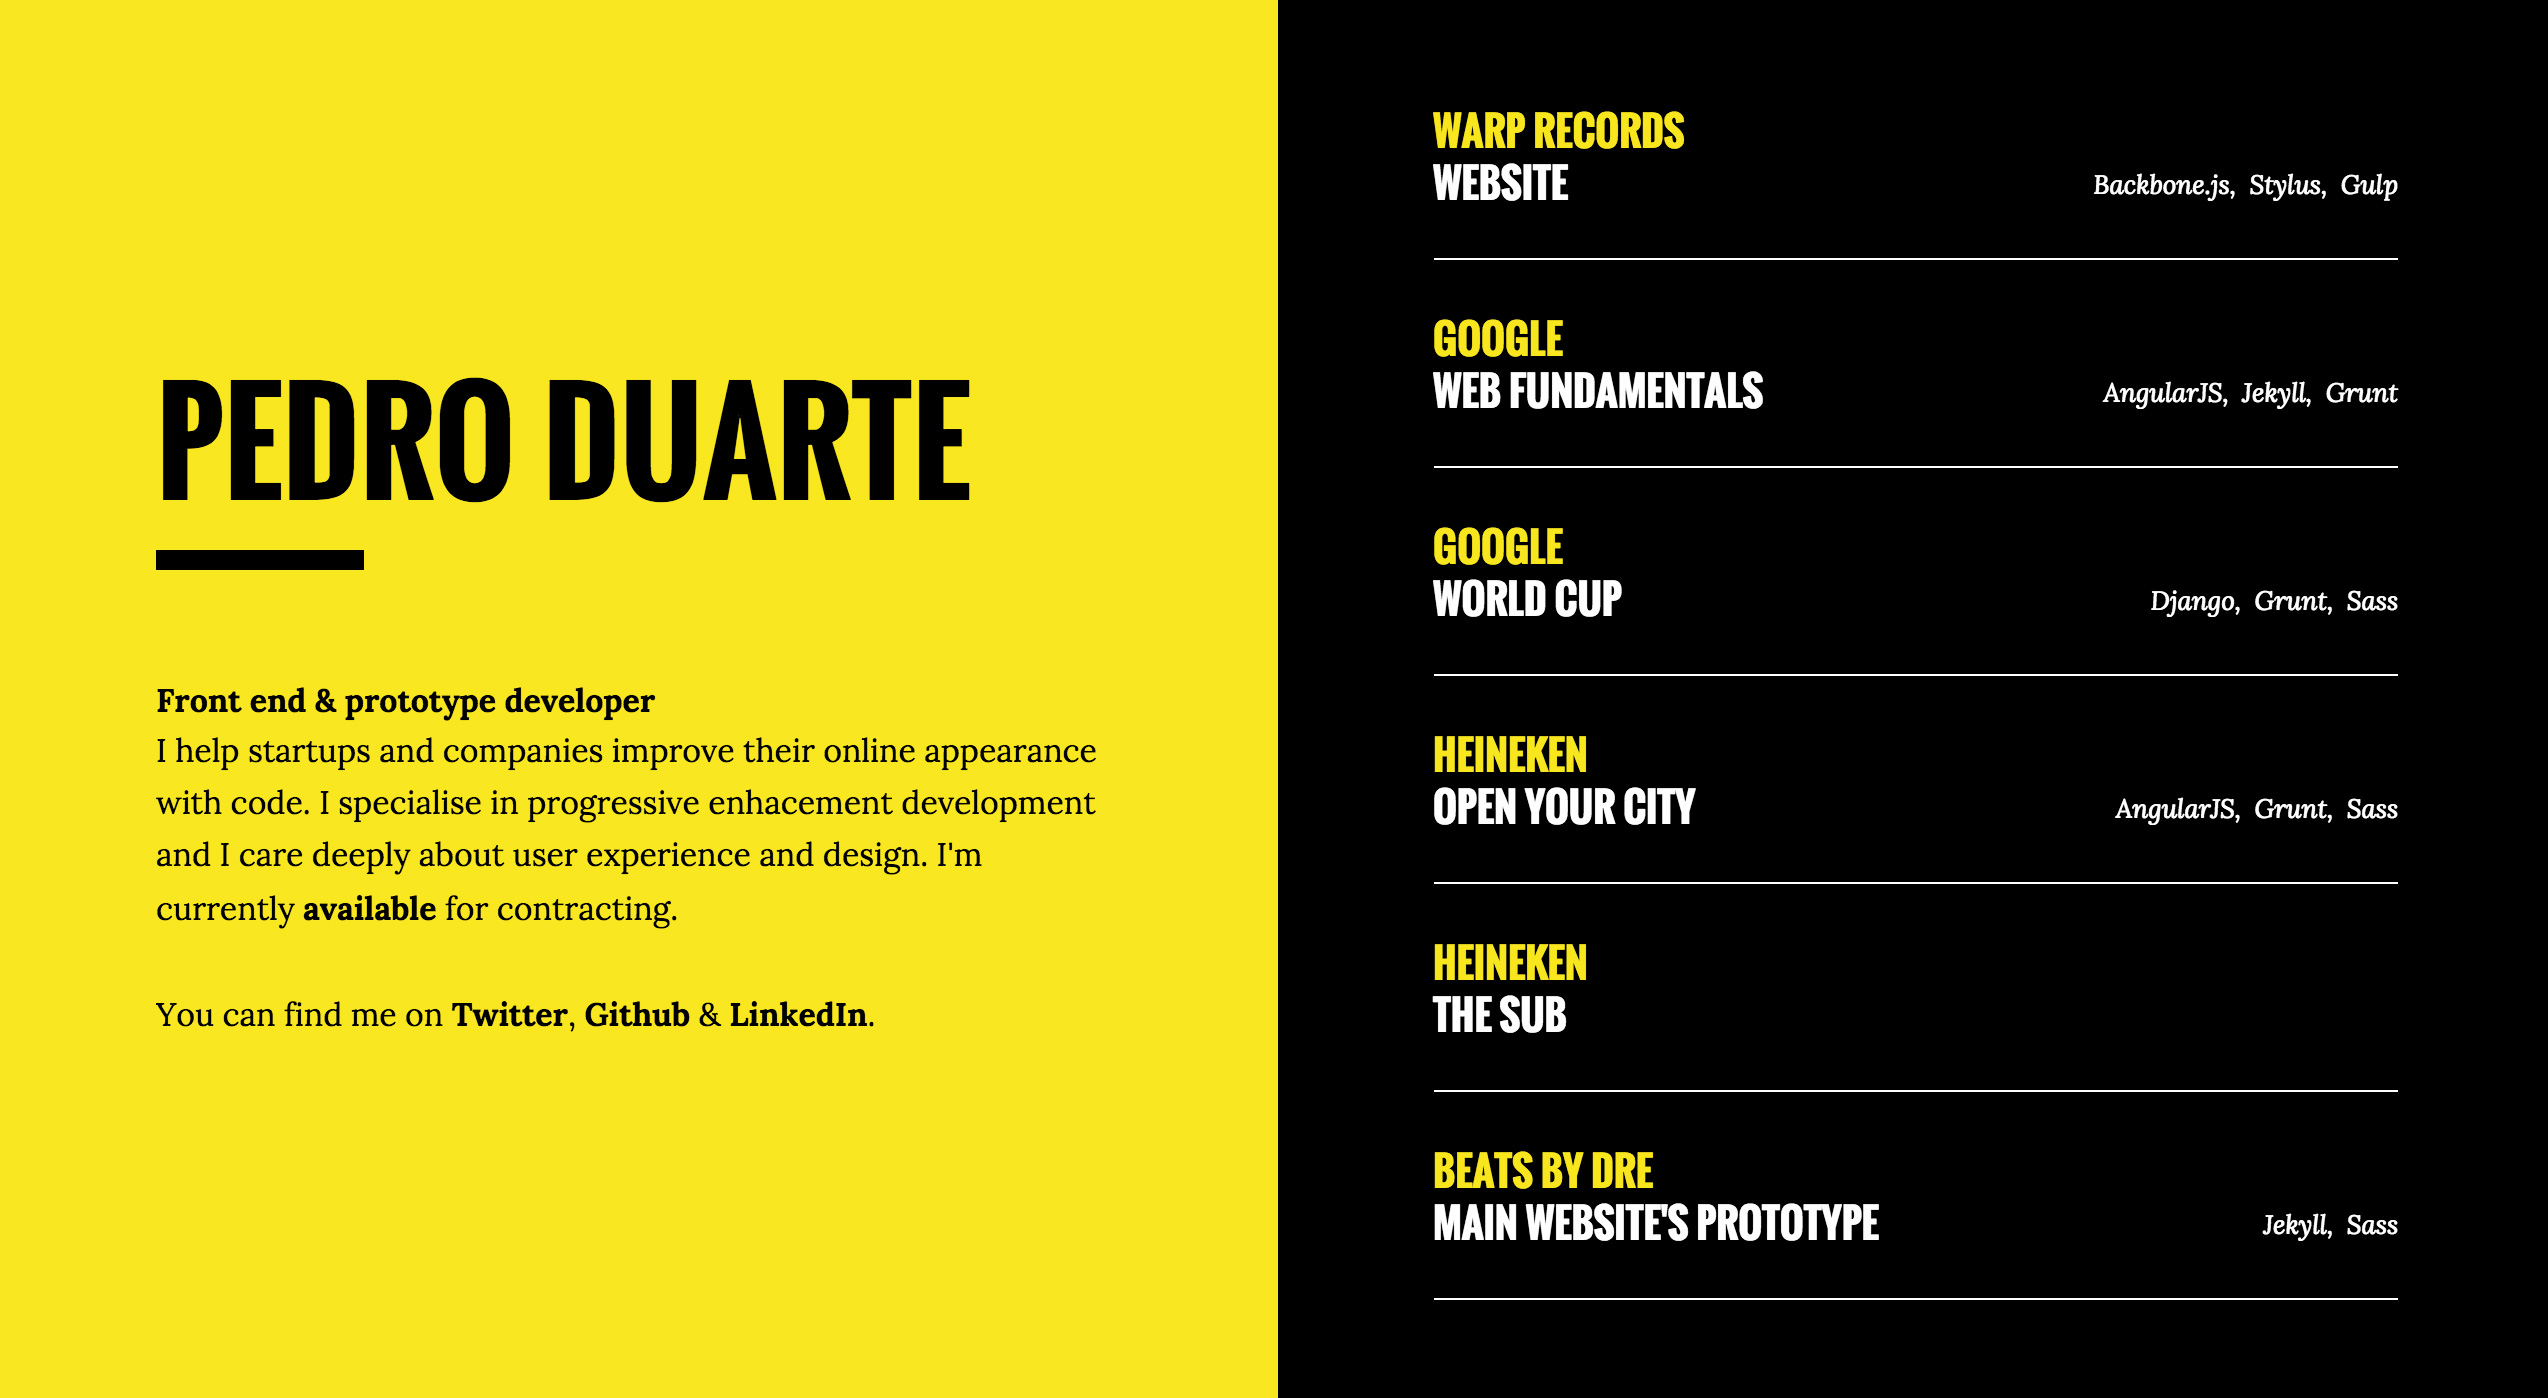 PEDRO DUARTE
Front end & prototype developer
I help startups and companies improve their online appearance
with code. I specialise in progressive enhacement development
and I care deeply about user experience and design. I'm
currently available for contracting.
You can find me on Twitter, Github & LinkedIn.
WARP RECORDS
WEBSITE
Backbone.js, Stylus, Gulp
GOOGLE
WEB FUNDAMENTALS
AngularJS, Jekyll, Grunt
GOOGLE
WORLD CUP
Django, Grunt, Sass
HEINEKEN
OPEN YOUR CITY
AngularJS, Grunt, Sass
HEINEKEN
THE SUB
BEATS BY DRE
MAIN WEBSITE'S PROTOTYPE
Jekyll, Sass